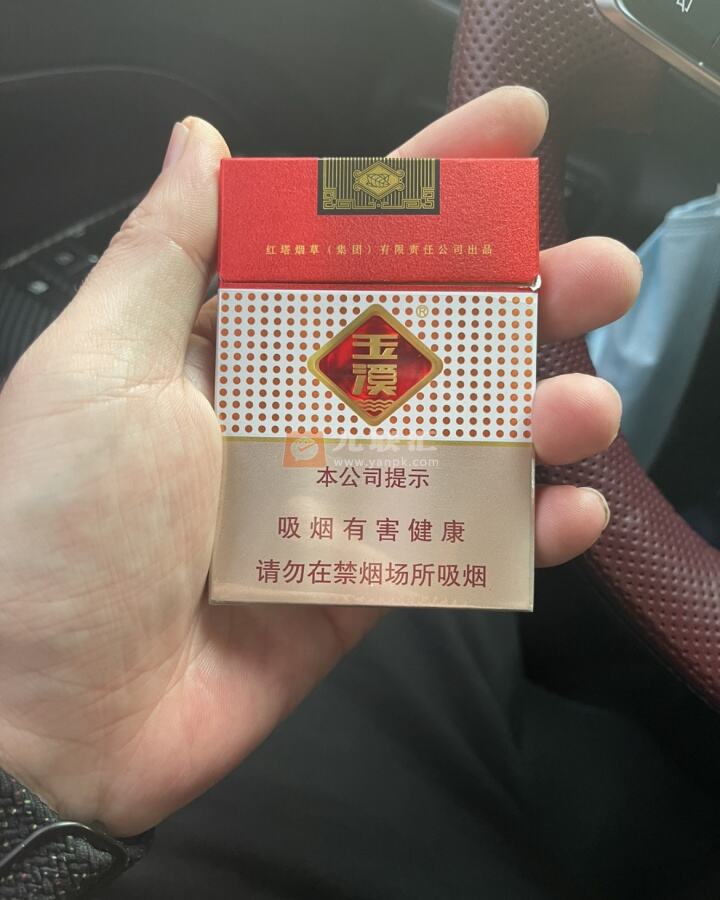 红塔烟草（集团）有限责任公司出品
®
玉
溪
www.yanpk.com
本公司提示
吸烟有害健康
请勿在禁烟场所吸烟
47